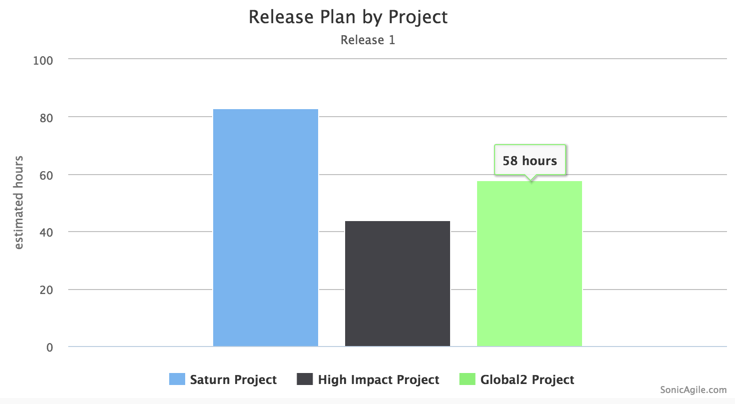 Release Plan by Project
Release 1
estimated hours
100
80
60
40
20
0
58 hours
Saturn Project
High Impact Project
Global2 Project
SonicAgile.com